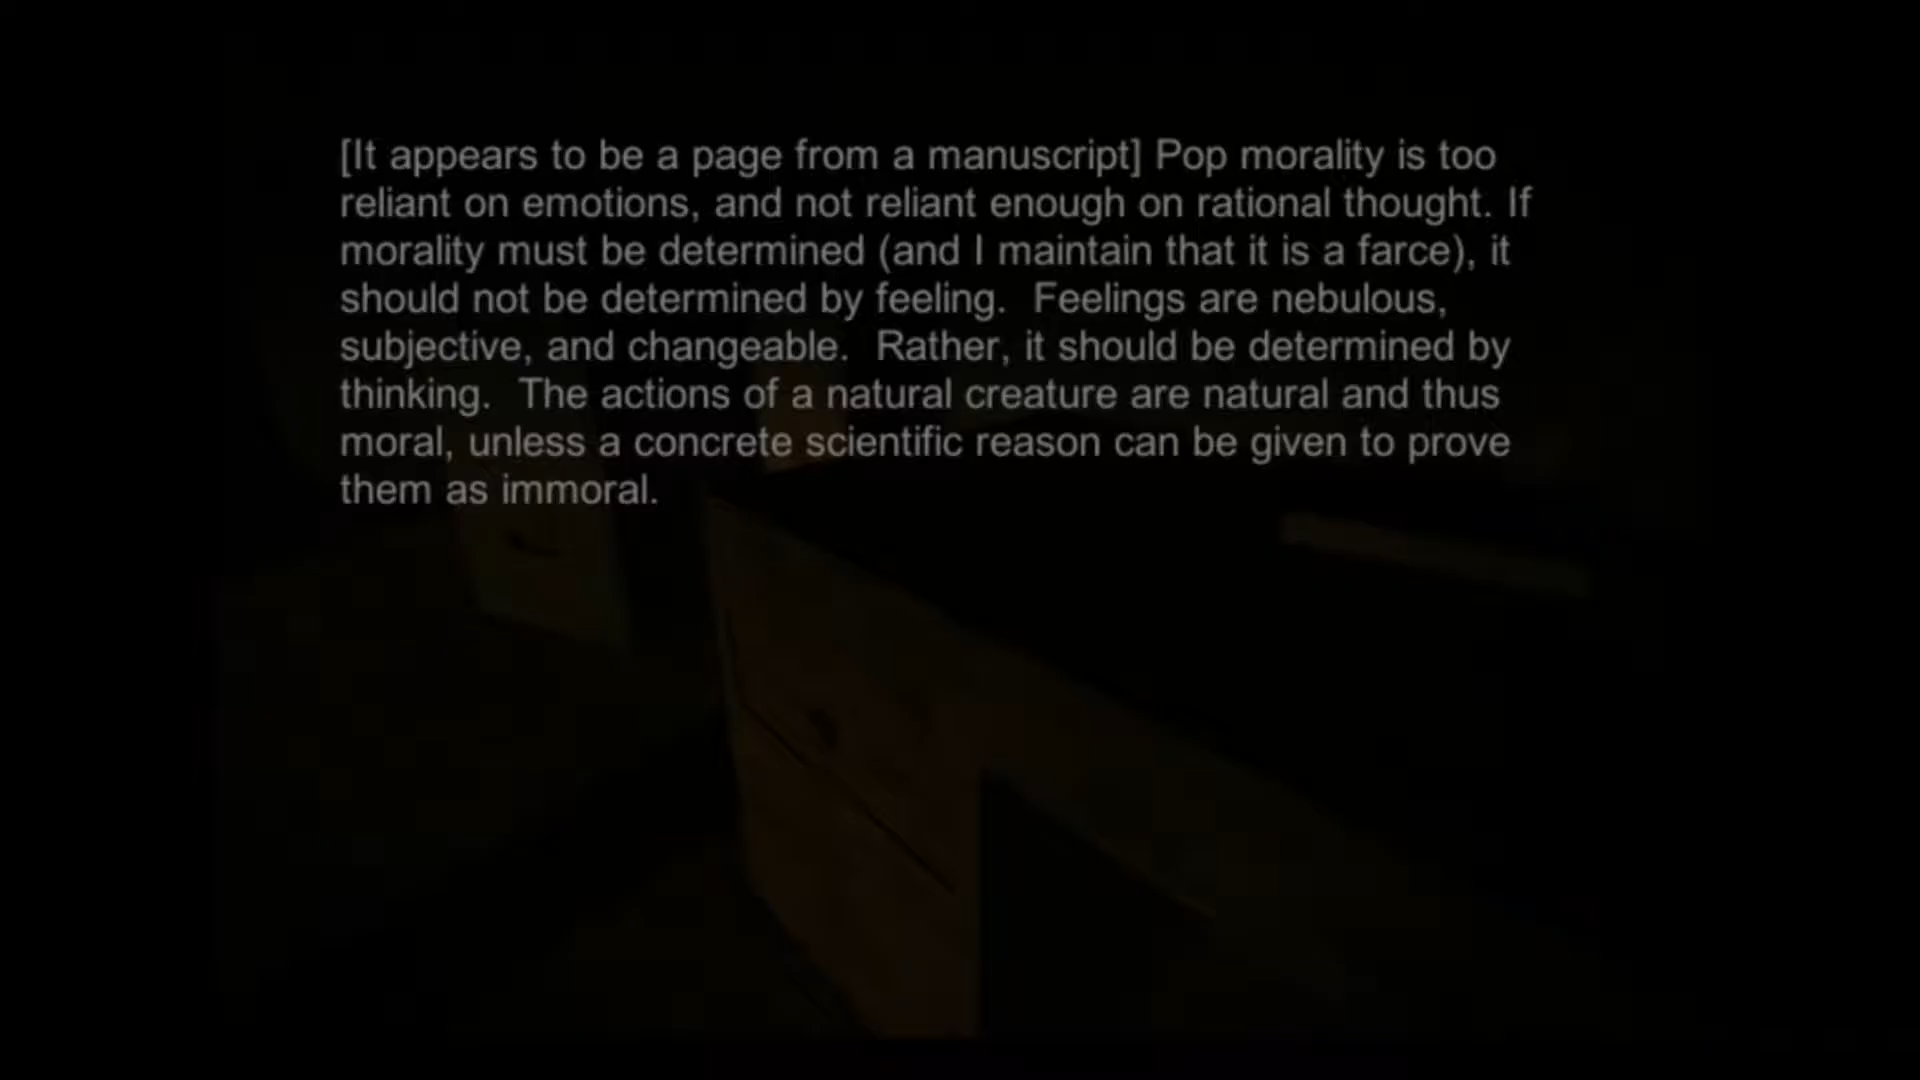 [It appears to be a page from a manuscript] Pop morality is too
reliant on emotions, and not reliant enough on rational thought. If
morality must be determined (and I maintain that it is a farce), it
should not be determined by feeling.  Feelings are nebulous,
subjective, and changeable.  Rather, it should be determined by
thinking.  The actions of a natural creature are natural and thus
moral, unless a concrete scientific reason can be given to prove
them as immoral.